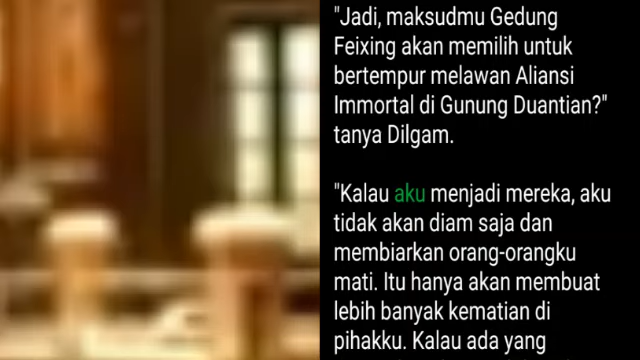 "Jadi, maksudmu Gedung
Feixing akan memilih untuk
bertempur melawan Aliansi
Immortal di Gunung Duantian?"
tanya Dilgam.
"Kalau aku menjadi mereka, aku
tidak akan diam saja dan
membiarkan orang-orangku
mati. Itu hanya akan membuat
lebih banyak kematian di
pihakku. Kalau ada yang